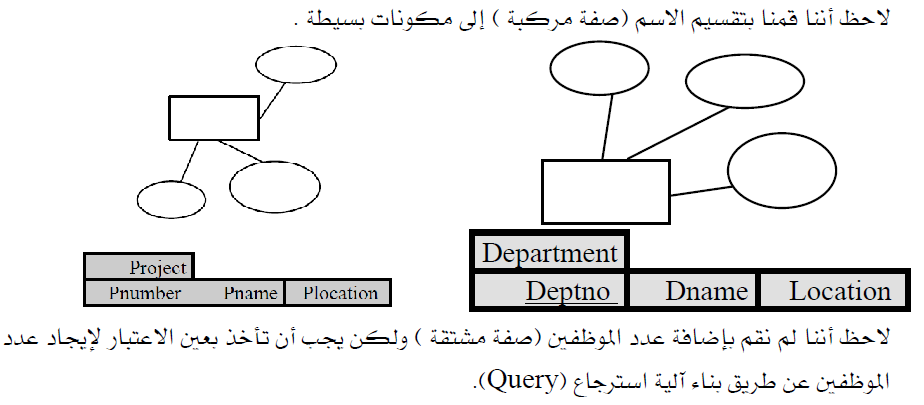 لاحظ أننا قمنا بتقسيم الاسم (صفة مركبة ) إلى مكونات بسيطة .
Department
Deptno Dname Location
Project
Pnumber Pname Plocation
لاحظ أننا لم نقم بإضافة عدد الموظفين (صفة مشتقة ) ولكن يجب أن تأخذ بعين الاعتبار لإيجاد عدد
الموظفين عن طريق بناء آلية استرجاع (Query).